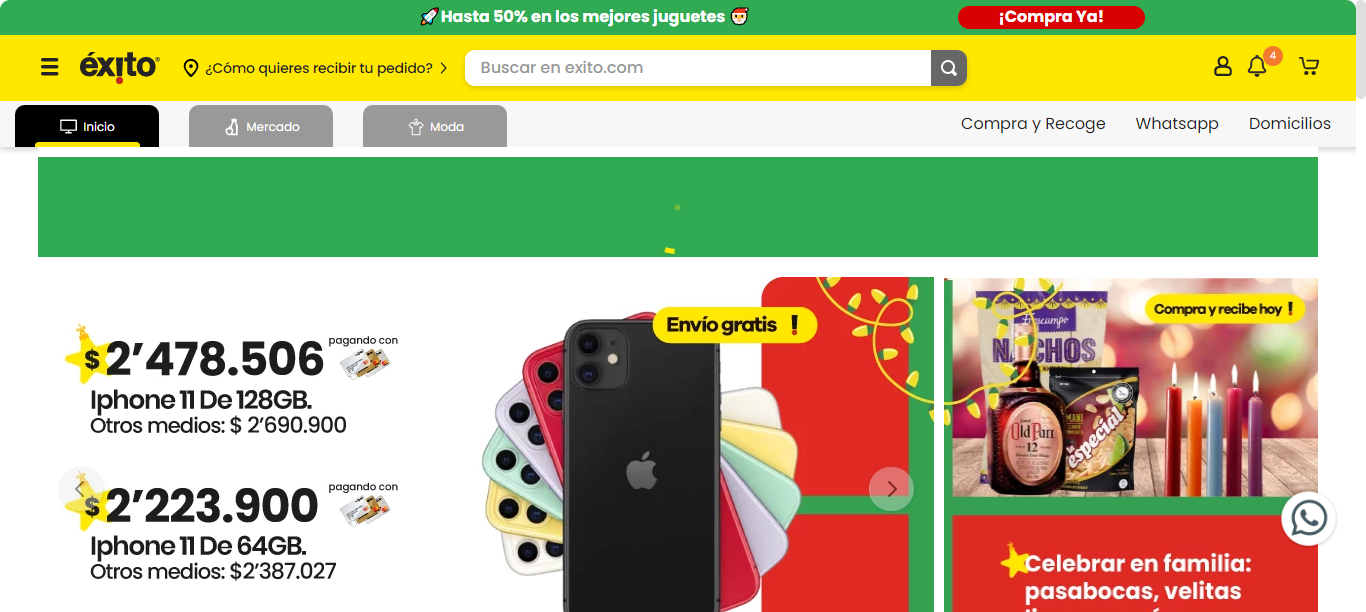 Hasta 50% en los mejores juguetes
¡Compra Ya!
éxito
¿Cómo quieres recibir tu pedido?
Buscar en exito.com
4
Inicio
Mercado
Moda
Compra y Recoge
Whatsapp
Domicilios
$2’478.506
pagando con
Iphone 11 De 128GB.
Otros medios: $ 2’690.900
$2’223.900
pagando con
Iphone 11 De 64GB.
Otros medios: $2’387.027
Envío gratis !
Compra y recibe hoy !
Frescampo
NACHOS
Old Parr
12
MANI
la especial
Celebrar en familia:
pasabocas, velitas